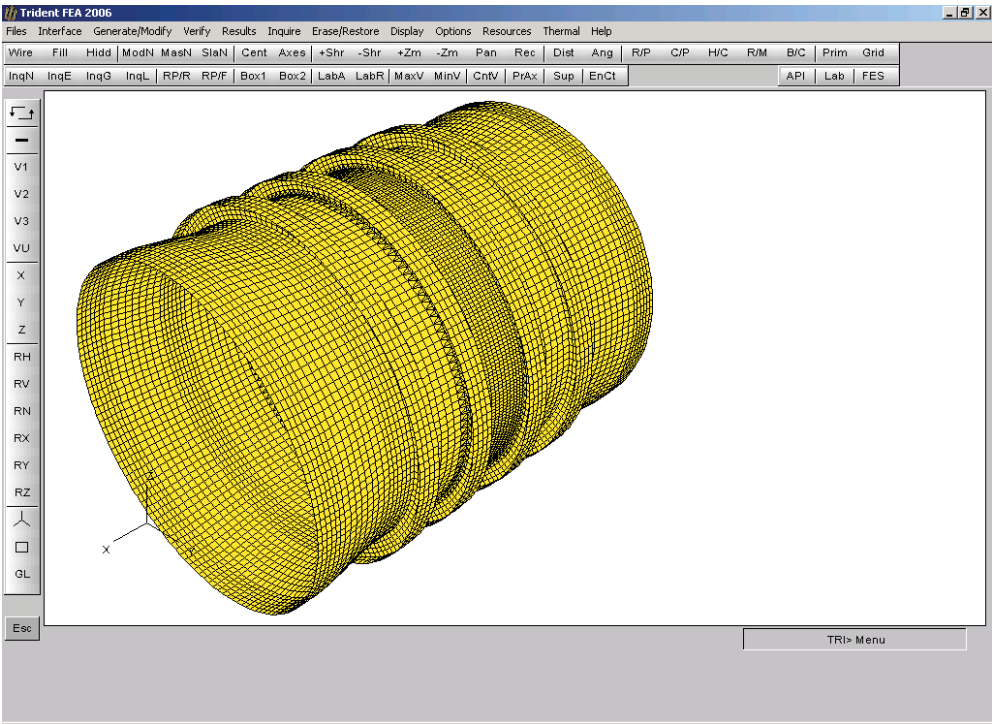 Trident FEA 2006
Files Interface Generate/Modify Verify Results Inquire Erase/Restore Display Options Resources Thermal Help
Wire Fill Hidd ModN MasN SlaN Cent Axes +Shr -Shr +Zm -Zm Pan Rec Dist Ang R/P C/P H/C R/M B/C Prim Grid
InqN InqE InqG InqL RP/R RP/F Box1 Box2 LabA LabR MaxV MinV CntV PrAx Sup EnCt API Lab FES
V1
V2
V3
VU
X
Y
Z
RH
RV
RN
RX
RY
RZ
X
GL
Esc
TRI> Menu